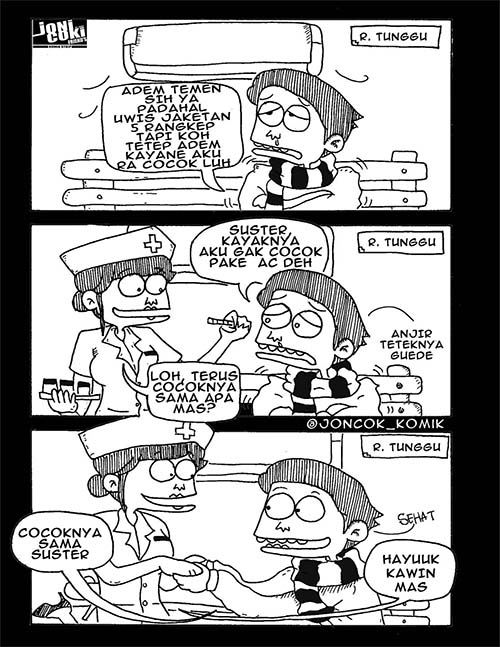 jon
coki
R. TUNGGU
ADEM TEMEN
SIH YA
PADAHAL
UWIS JAKETAN
5 RANGKEP
TAPI KOH
TETEP ADEM
KAYANE AKU
RA COCOK LUH
SUSTER,
KAYAKNYA
AKU GAK COCOK
PAKE AC DEH
R. TUNGGU
LOH, TERUS
COCOKNYA
SAMA APA
MAS?
ANJIR
TETEKNYA
GUEDE
@JONCOK_KOMIK
R. TUNGGU
SEHAT
COCOKNYA
SAMA
SUSTER
HAYUUK
KAWIN
MAS